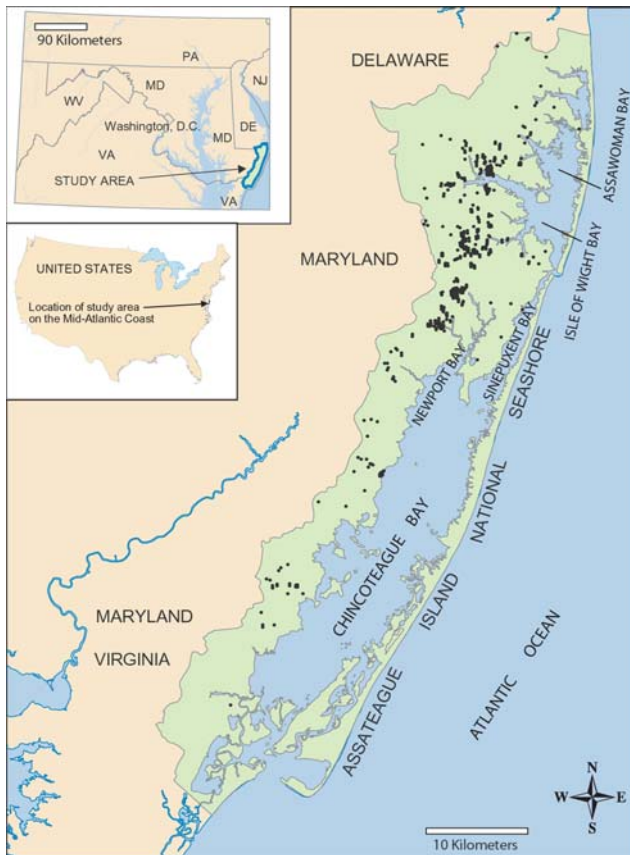 90 Kilometers
PA
NJ
MD
WV
Washington, D.C.
MD
DE
VA
STUDY AREA
VA
UNITED STATES
Location of study area
on the Mid-Atlantic Coast
DELAWARE
ASSAWOMAN BAY
MARYLAND
ISLE OF WIGHT BAY
SINEPUXENT BAY
NEWPORT BAY
CHINCOTEAGUE BAY
ASSATEAGUE ISLAND NATIONAL SEASHORE
MARYLAND
VIRGINIA
ATLANTIC OCEAN
N
W E
S
10 Kilometers